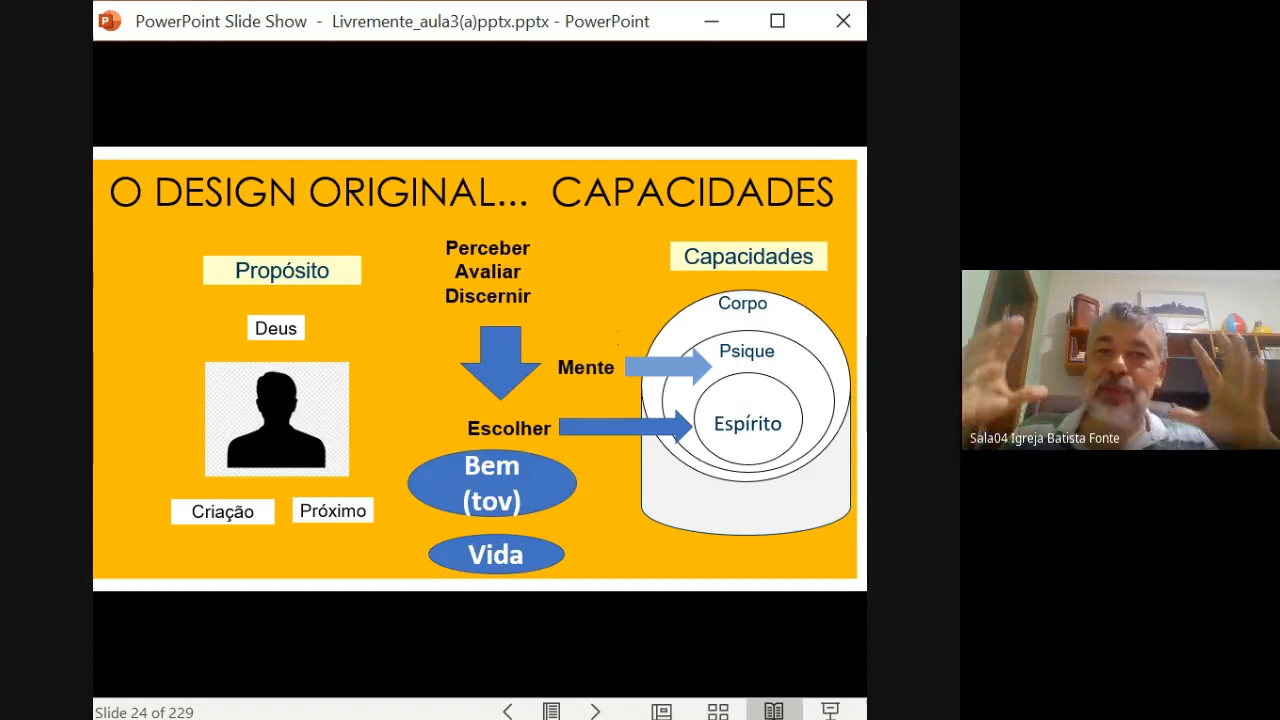 PowerPoint Slide Show - Livremente_aula3(a)pptx.pptx - PowerPoint
O DESIGN ORIGINAL... CAPACIDADES
Propósito
Deus
Criação
Próximo
Perceber
Avaliar
Discernir
Mente
Escolher
Bem
(tov)
Vida
Capacidades
Corpo
Psique
Espírito
Sala04 Igreja Batista Fonte
Slide 24 of 229